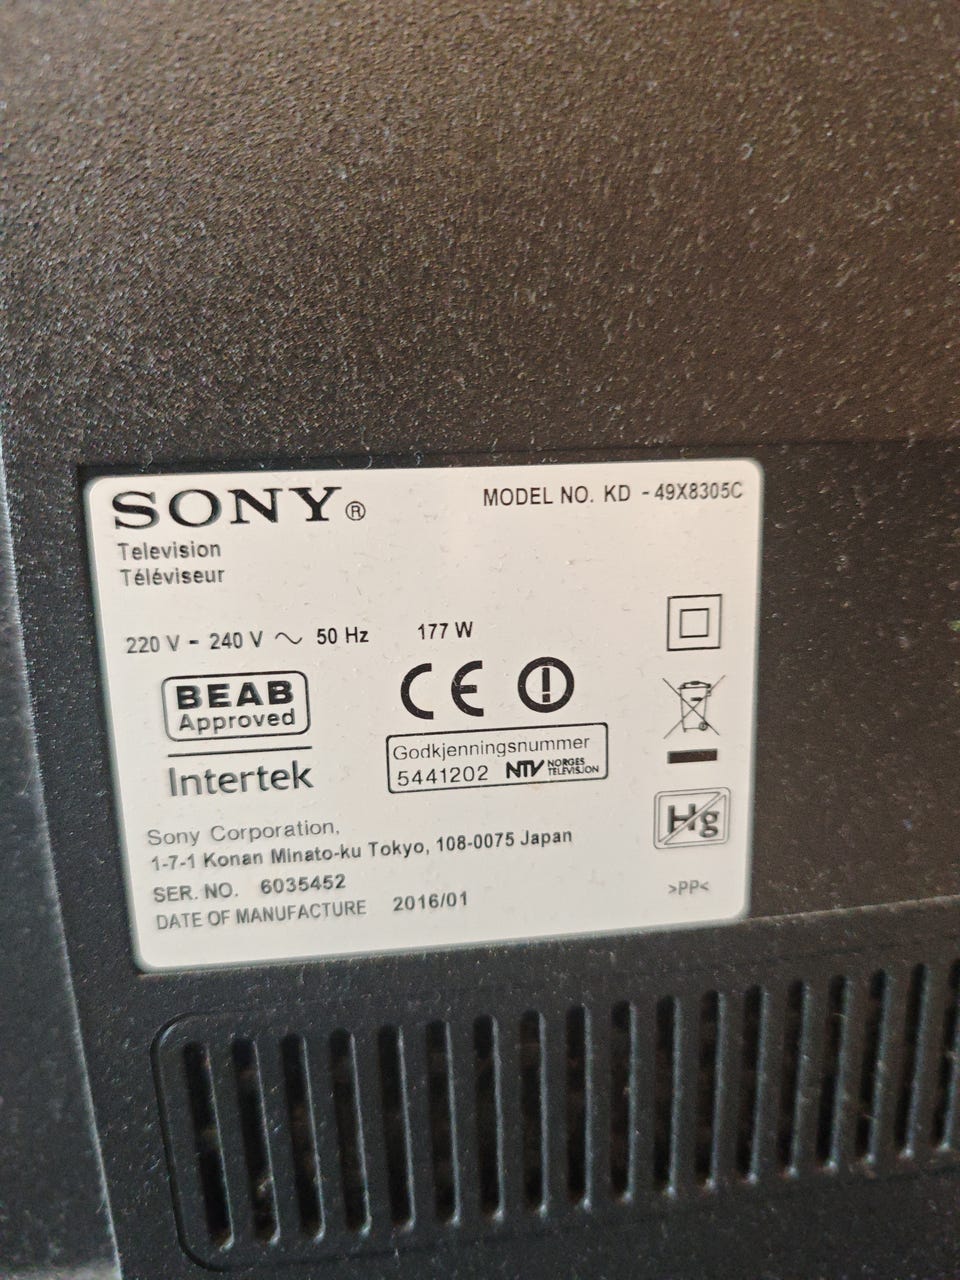 SONY®
MODEL NO. KD - 49X8305C
Television
Téléviseur
220 V - 240 V ~ 50 Hz 177 W
BEAB
Approved
Intertek
CE
Godkjenningsnummer
5441202 NTV NORGES TELEVISJON
Hg
Sony Corporation,
1-7-1 Konan Minato-ku Tokyo, 108-0075 Japan
SER. NO. 6035452
DATE OF MANUFACTURE 2016/01
>PP<